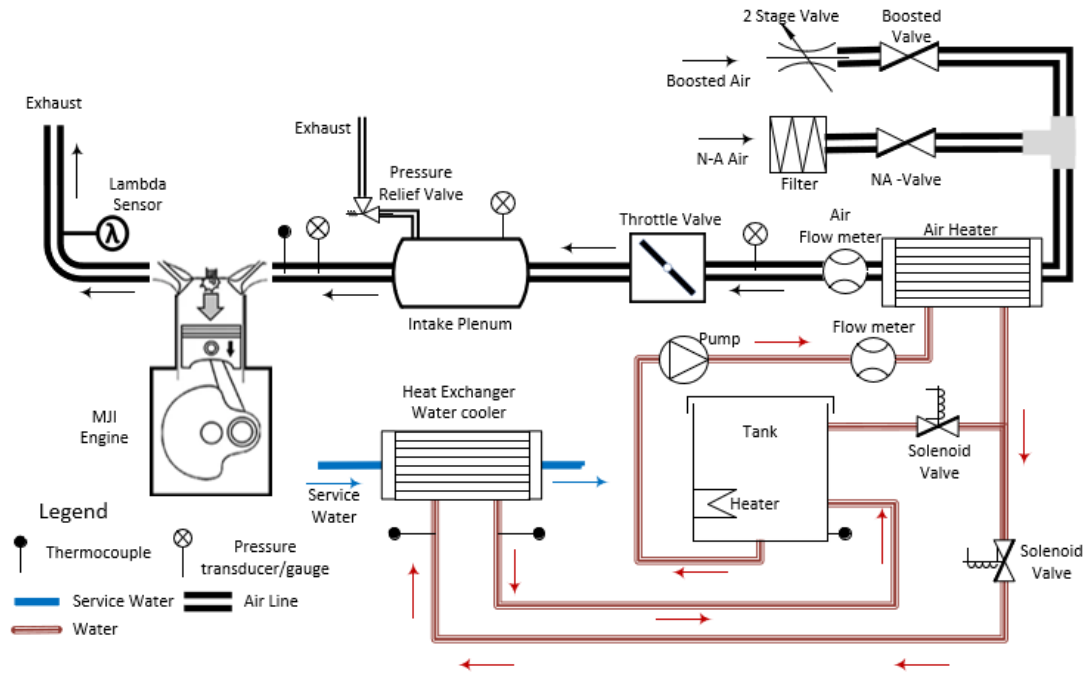 2 Stage Valve
Boosted
Valve
Boosted Air
Exhaust
Exhaust
N-A Air
Filter
NA -Valve
Lambda
Sensor
λ
Pressure
Relief Valve
Throttle Valve
Air
Flow meter
Air Heater
Intake Plenum
Pump
Flow meter
MJI
Engine
Heat Exchanger
Water cooler
Tank
Solenoid
Valve
Heater
Service
Water
Solenoid
Valve
Legend
Thermocouple
Pressure
transducer/gauge
Service Water
Air Line
Water